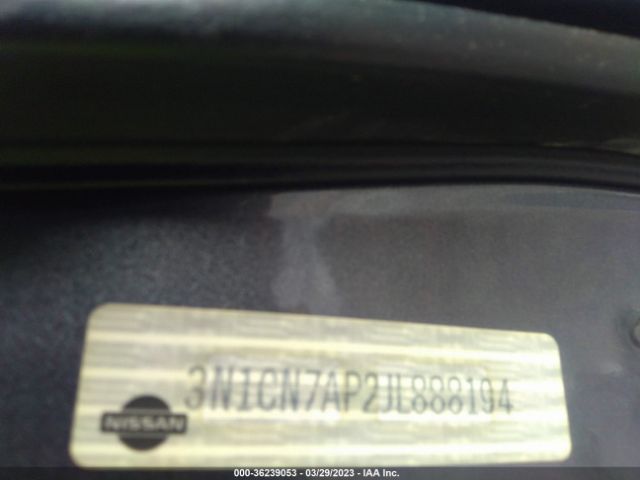 3N1CN7AP2JL888194
NISSAN
000-36239053 - 03/29/2023 - IAA Inc.